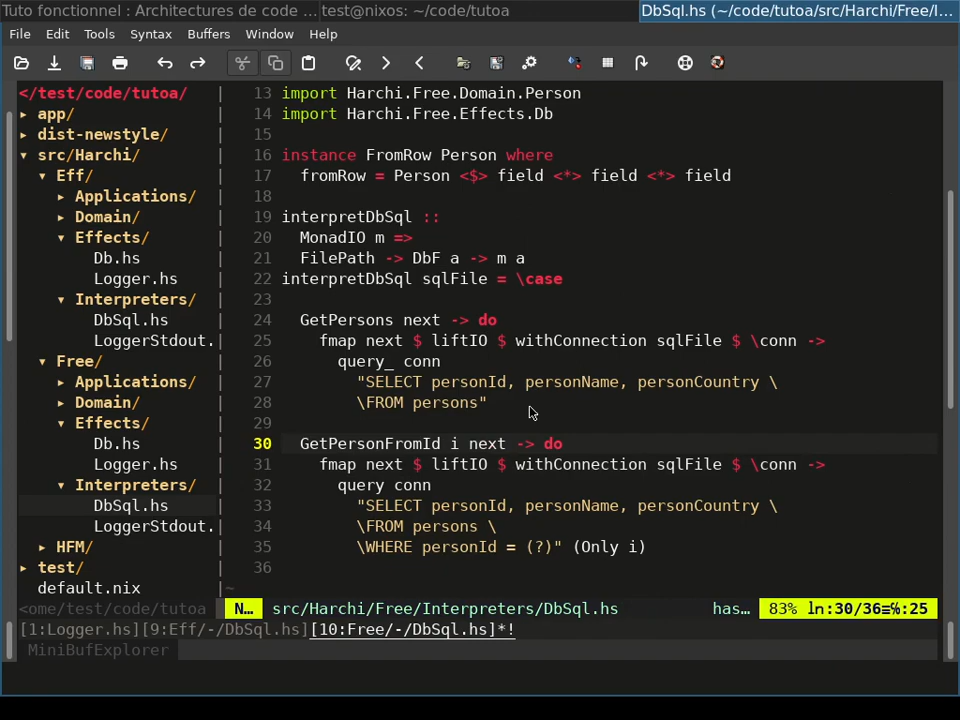 Tuto fonctionnel : Architectures de code ... test@nixos: ~/code/tutoa DbSql.hs (~/code/tutoa/src/Harchi/Free/I...
File Edit Tools Syntax Buffers Window Help
</test/code/tutoa/
▸ app/
▸ dist-newstyle/
▾ src/Harchi/
▾ Eff/
▸ Applications/
▸ Domain/
▾ Effects/
Db.hs
Logger.hs
▾ Interpreters/
DbSql.hs
LoggerStdout.
▾ Free/
▸ Applications/
▸ Domain/
▾ Effects/
Db.hs
Logger.hs
▾ Interpreters/
DbSql.hs
LoggerStdout.
▸ HFM/
▸ test/
default.nix
<ome/test/code/tutoa
13 import Harchi.Free.Domain.Person
14 import Harchi.Free.Effects.Db
15
16 instance FromRow Person where
17   fromRow = Person <$> field <*> field <*> field
18
19 interpretDbSql ::
20   MonadIO m =>
21   FilePath -> DbF a -> m a
22 interpretDbSql sqlFile = \case
23
24   GetPersons next -> do
25     fmap next $ liftIO $ withConnection sqlFile $ \conn ->
26       query_ conn
27         "SELECT personId, personName, personCountry \
28         \FROM persons"
29
30   GetPersonFromId i next -> do
31     fmap next $ liftIO $ withConnection sqlFile $ \conn ->
32       query conn
33         "SELECT personId, personName, personCountry \
34         \FROM persons \
35         \WHERE personId = (?)" (Only i)
36
~
N… src/Harchi/Free/Interpreters/DbSql.hs has… 83% ln:30/36≡℅:25
[1:Logger.hs][9:Eff/-/DbSql.hs][10:Free/-/DbSql.hs]*!
MiniBufExplorer